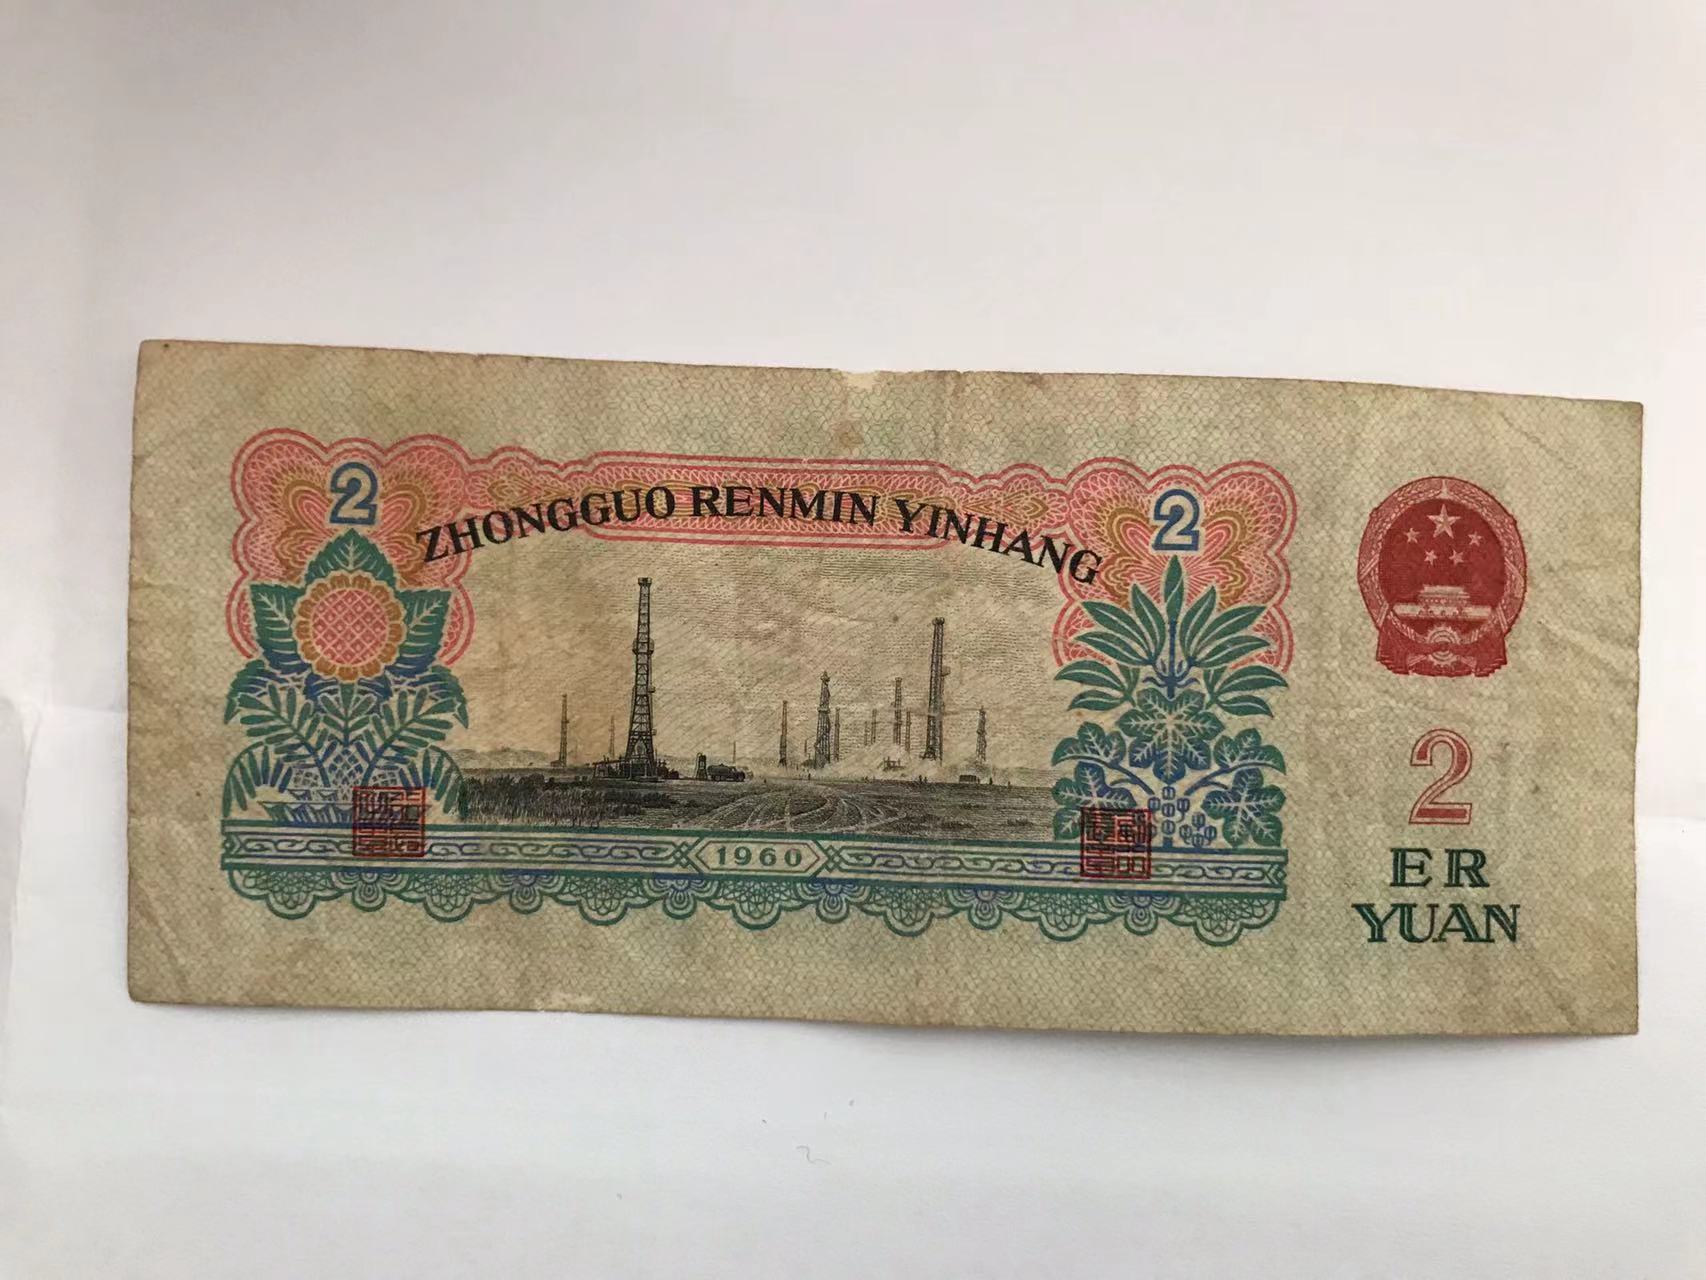 2
2
ZHONGGUO RENMIN YINHANG
1960
2
ER
YUAN